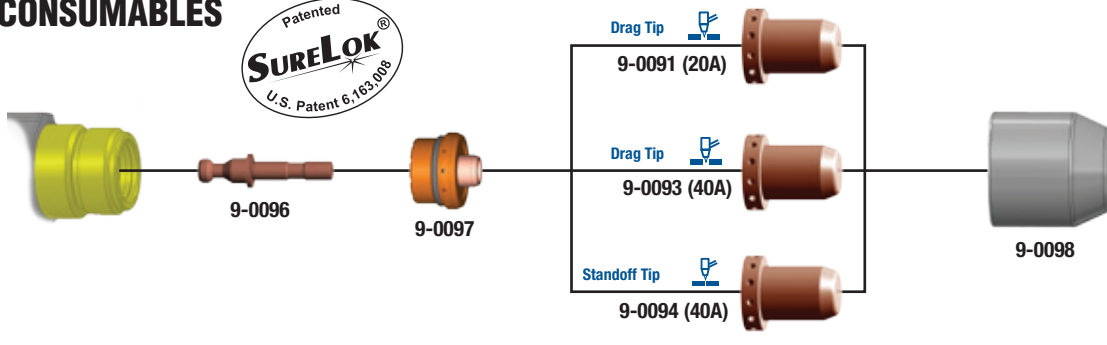 CONSUMABLES
Patented
SURELOK®
U.S. Patent 6,163,008
Drag Tip
9-0091 (20A)
Drag Tip
9-0093 (40A)
Standoff Tip
9-0094 (40A)
9-0096
9-0097
9-0098